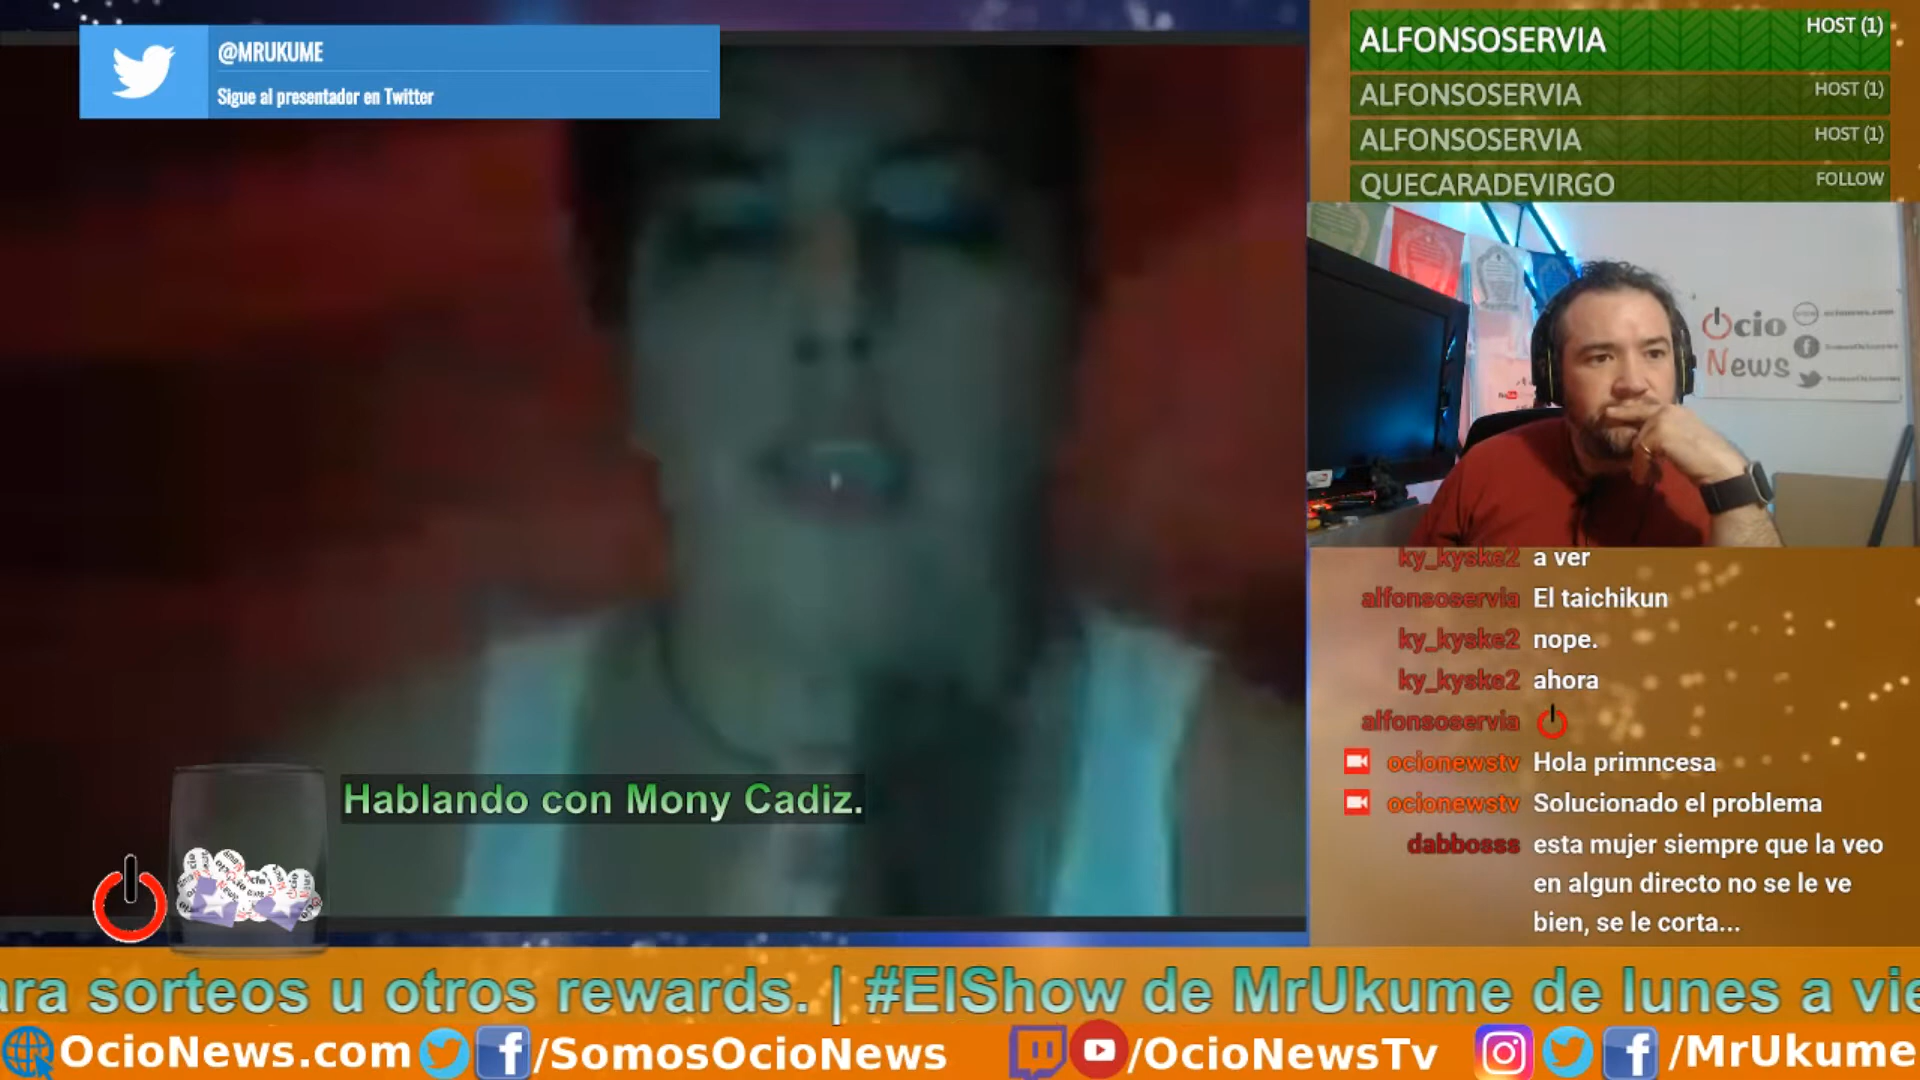 @MRUKUME
Sigue al presentador en Twitter
ALFONSOSERVIA HOST (1)
ALFONSOSERVIA HOST (1)
ALFONSOSERVIA HOST (1)
QUECARADEVIRGO FOLLOW
Ocio
News
ocionews.com
ky_kyske2 a ver
alfonsoservia El taichikun
ky_kyske2 nope.
ky_kyske2 ahora
alfonsoservia
ocionewstv Hola primncesa
ocionewstv Solucionado el problema
dabbosss esta mujer siempre que la veo
en algun directo no se le ve
bien, se le corta...
Hablando con Mony Cadiz.
ara sorteos u otros rewards. | #ElShow de MrUkume de lunes a vie
OcioNews.com /SomosOcioNews /OcioNewsTv /MrUkume